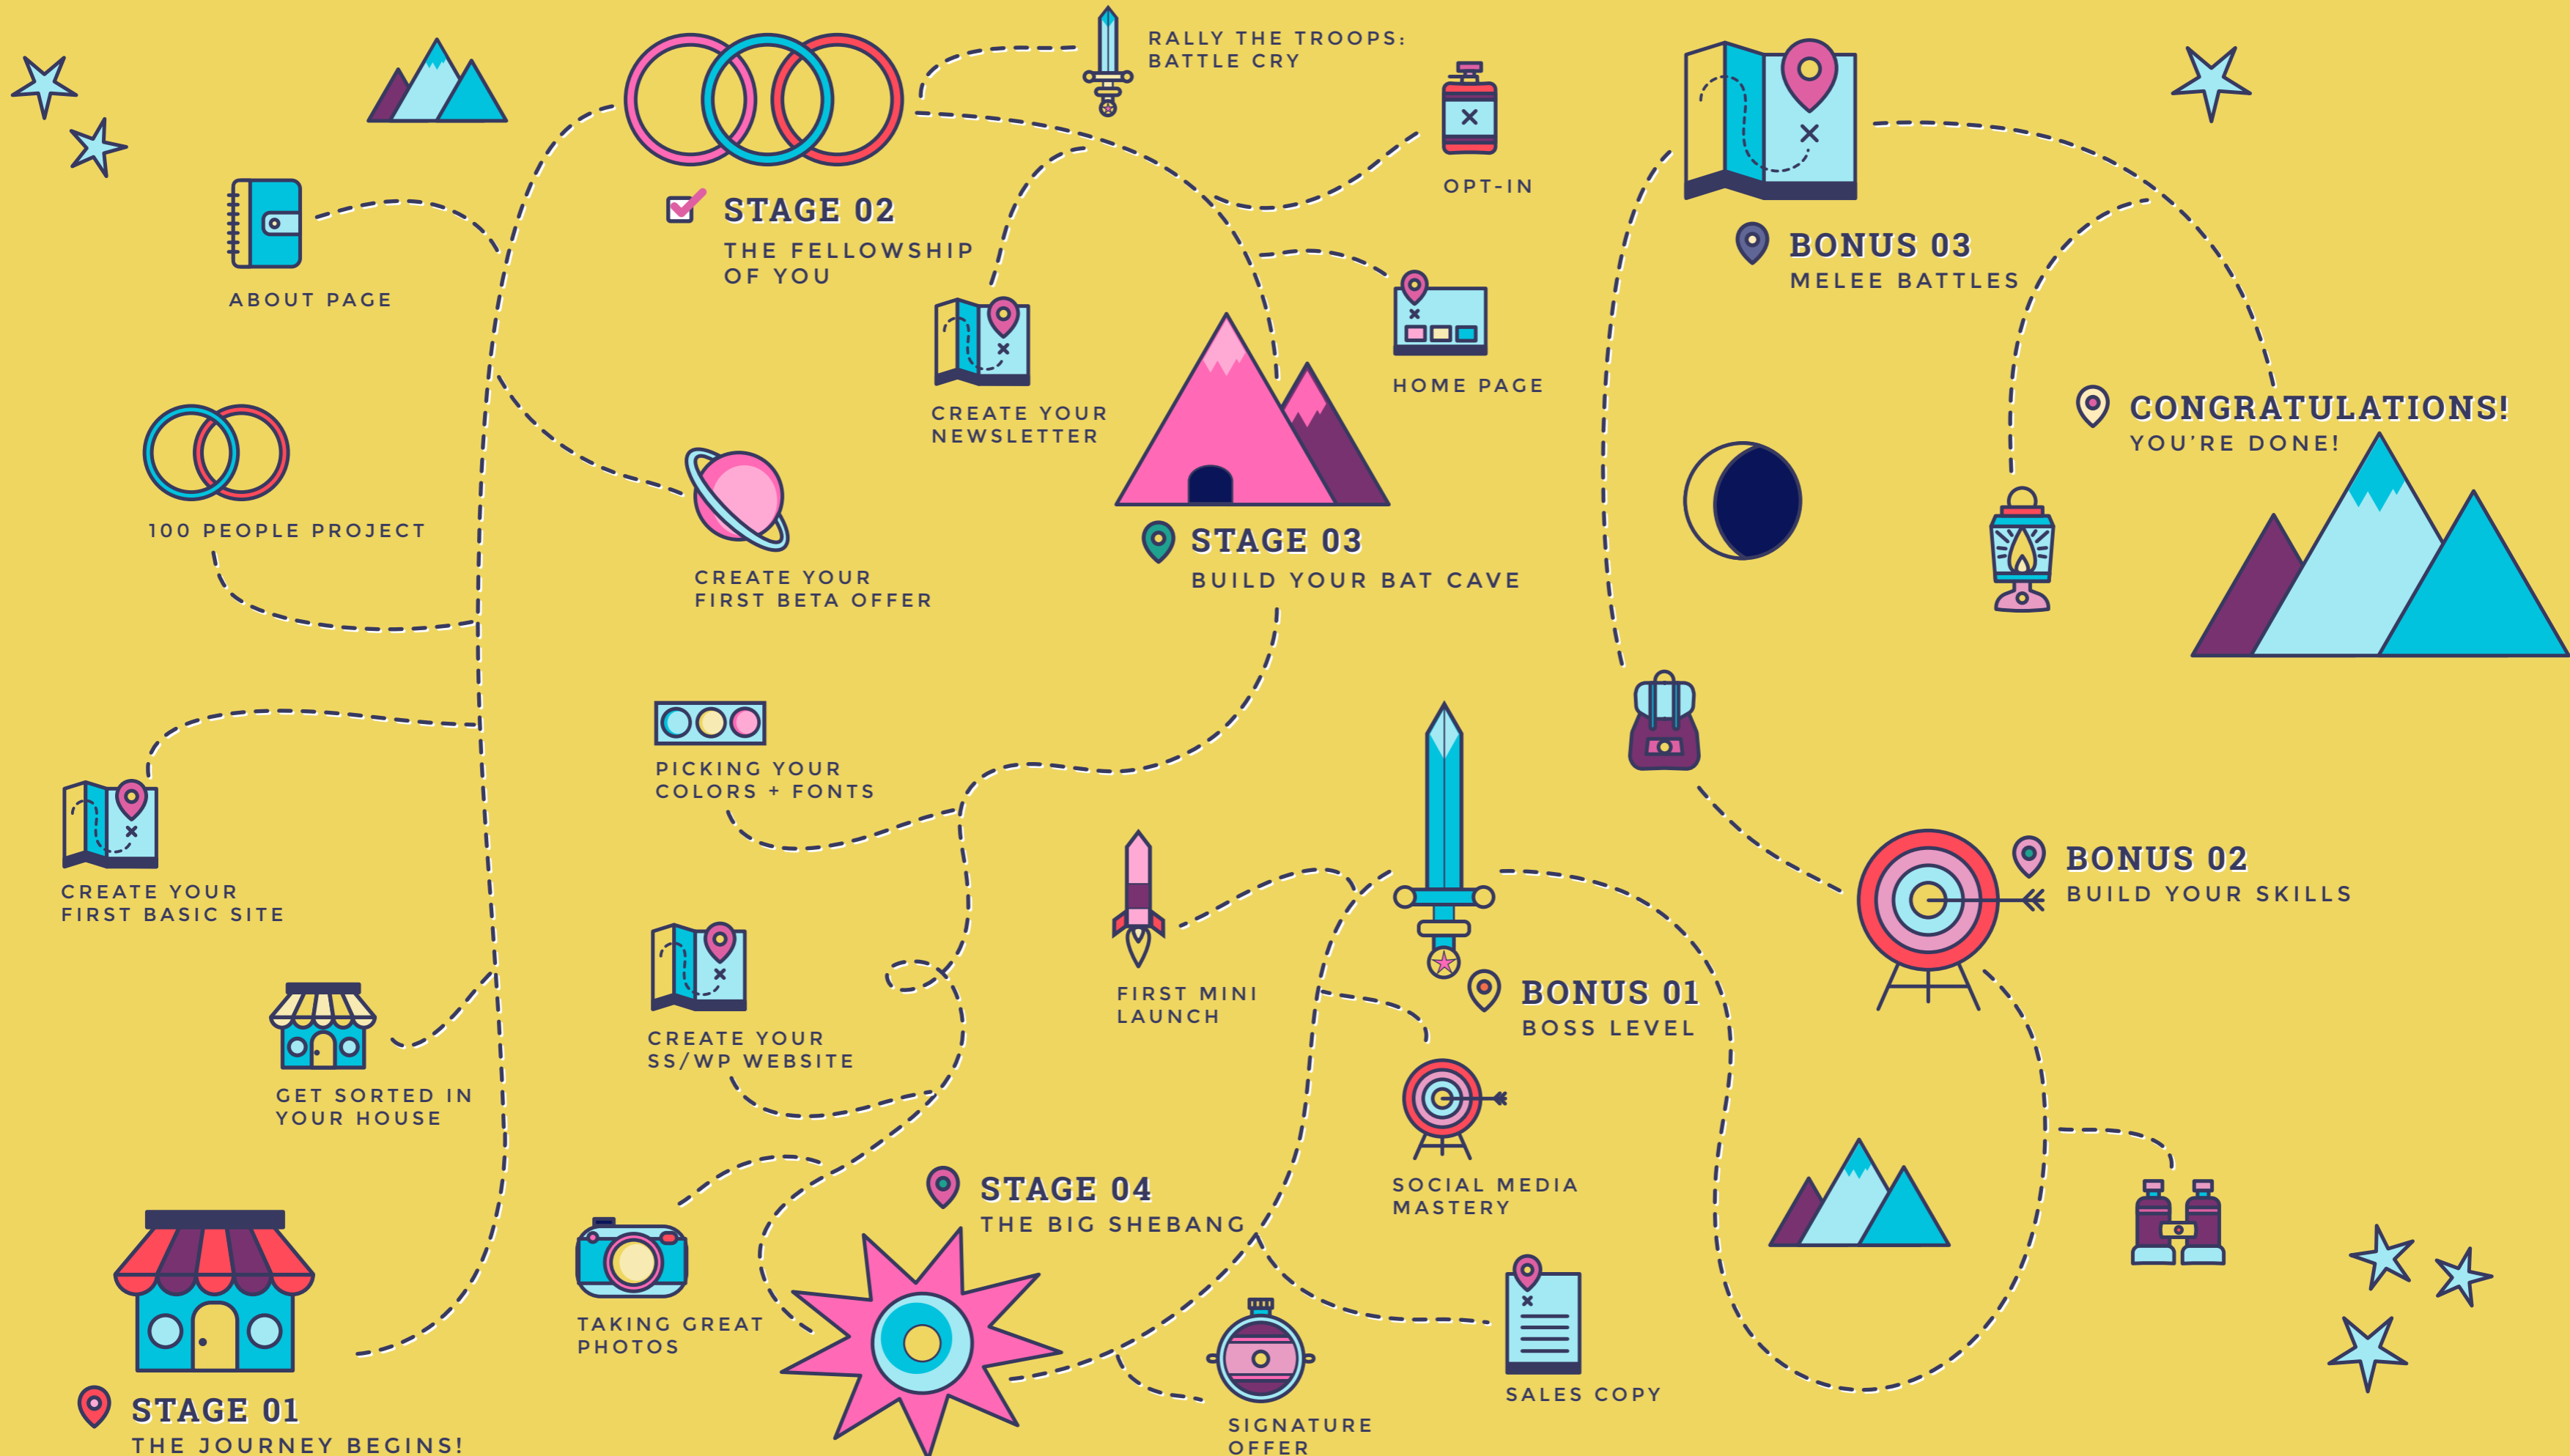 RALLY THE TROOPS:
BATTLE CRY
OPT-IN
STAGE 02
THE FELLOWSHIP
OF YOU
BONUS 03
MELEE BATTLES
ABOUT PAGE
HOME PAGE
CREATE YOUR
NEWSLETTER
CONGRATULATIONS!
YOU'RE DONE!
100 PEOPLE PROJECT
STAGE 03
BUILD YOUR BAT CAVE
CREATE YOUR
FIRST BETA OFFER
PICKING YOUR
COLORS + FONTS
BONUS 02
BUILD YOUR SKILLS
CREATE YOUR
FIRST BASIC SITE
FIRST MINI
LAUNCH
BONUS 01
BOSS LEVEL
CREATE YOUR
SS/WP WEBSITE
GET SORTED IN
YOUR HOUSE
STAGE 04
THE BIG SHEBANG
SOCIAL MEDIA
MASTERY
TAKING GREAT
PHOTOS
SALES COPY
STAGE 01
THE JOURNEY BEGINS!
SIGNATURE
OFFER